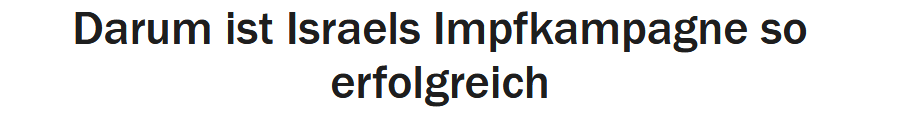 Darum ist Israels Impfkampagne so
erfolgreich